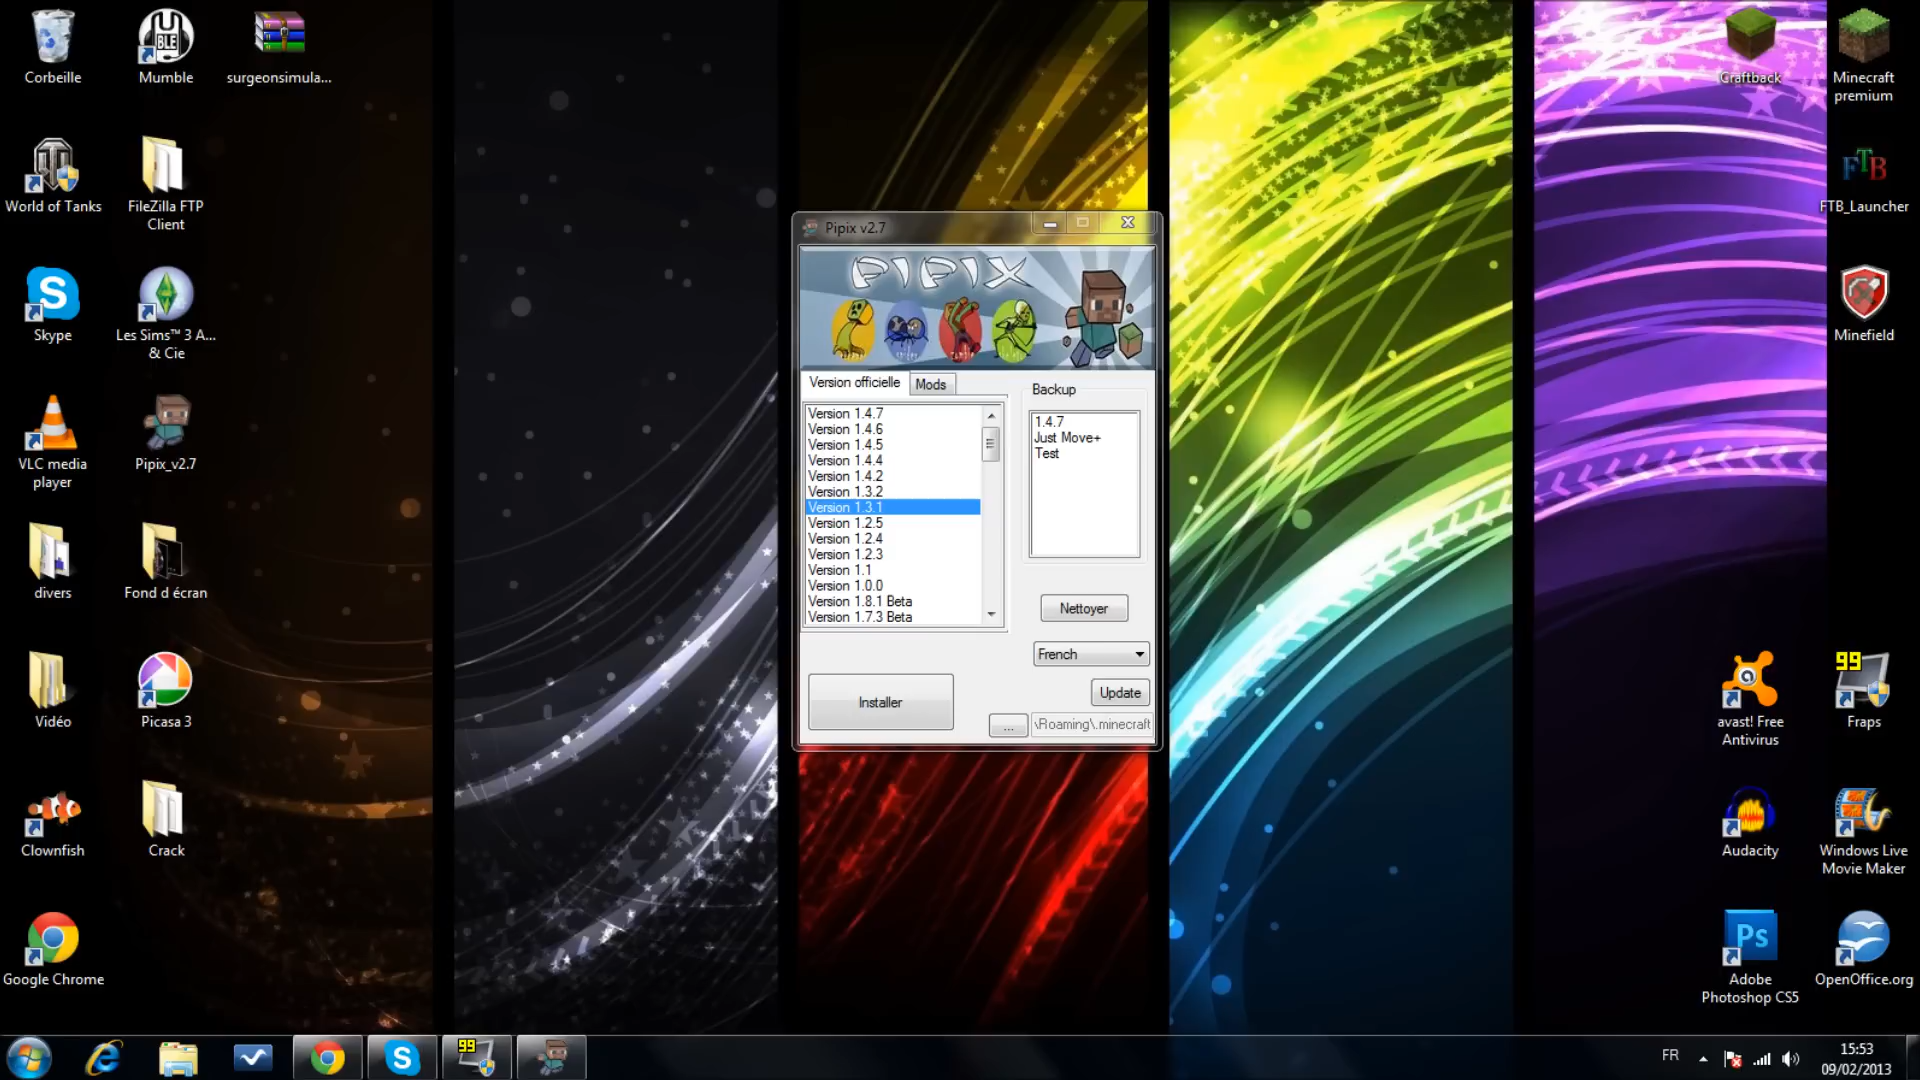 Corbeille
Mumble
surgeonsimula...
World of Tanks
FileZilla FTP
Client
Skype
Les Sims™ 3 A...
& Cie
VLC media
player
Pipix_v2.7
divers
Fond d écran
Vidéo
Picasa 3
Clownfish
Crack
Google Chrome
Pipix v2.7
PIPIX
Version officielle
Mods
Version 1.4.7
Version 1.4.6
Version 1.4.5
Version 1.4.4
Version 1.4.2
Version 1.3.2
Version 1.3.1
Version 1.2.5
Version 1.2.4
Version 1.2.3
Version 1.1
Version 1.0.0
Version 1.8.1 Beta
Version 1.7.3 Beta
Backup
1.4.7
Just Move+
Test
Nettoyer
French
Installer
Update
...
\Roaming\.minecraft
Craftback
Minecraft
premium
FTB
FTB_Launcher
Minefield
avast! Free
Antivirus
99
Fraps
Audacity
Windows Live
Movie Maker
Ps
Adobe
Photoshop CS5
OpenOffice.org
99
FR
15:53
09/02/2013